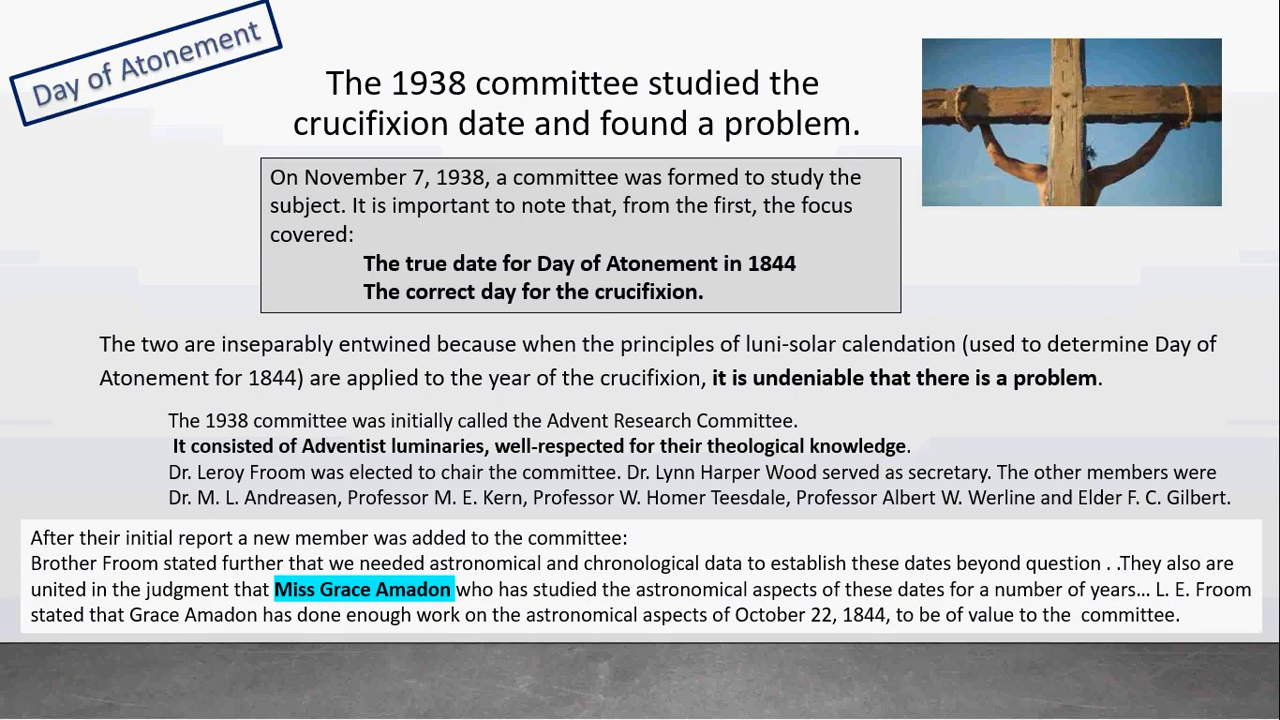 Day of Atonement
The 1938 committee studied the
crucifixion date and found a problem.
On November 7, 1938, a committee was formed to study the
subject. It is important to note that, from the first, the focus
covered:
The true date for Day of Atonement in 1844
The correct day for the crucifixion.
The two are inseparably entwined because when the principles of luni-solar calendation (used to determine Day of
Atonement for 1844) are applied to the year of the crucifixion, it is undeniable that there is a problem.
The 1938 committee was initially called the Advent Research Committee.
It consisted of Adventist luminaries, well-respected for their theological knowledge.
Dr. Leroy Froom was elected to chair the committee. Dr. Lynn Harper Wood served as secretary. The other members were
Dr. M. L. Andreasen, Professor M. E. Kern, Professor W. Homer Teesdale, Professor Albert W. Werline and Elder F. C. Gilbert.
After their initial report a new member was added to the committee:
Brother Froom stated further that we needed astronomical and chronological data to establish these dates beyond question . .They also are
united in the judgment that Miss Grace Amadon who has studied the astronomical aspects of these dates for a number of years... L. E. Froom
stated that Grace Amadon has done enough work on the astronomical aspects of October 22, 1844, to be of value to the  committee.